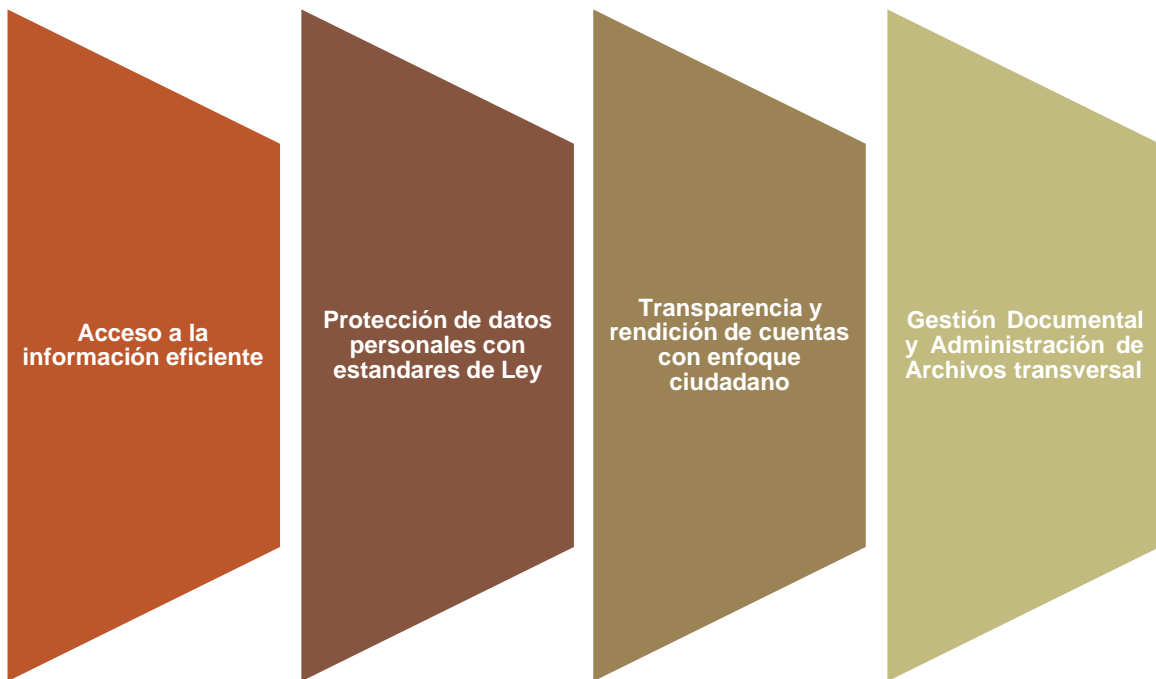 Acceso a la
información eficiente
Protección de datos
personales con
estandares de Ley
Transparencia y
rendición de cuentas
con enfoque
ciudadano
Gestión Documental
y Administración de
Archivos transversal